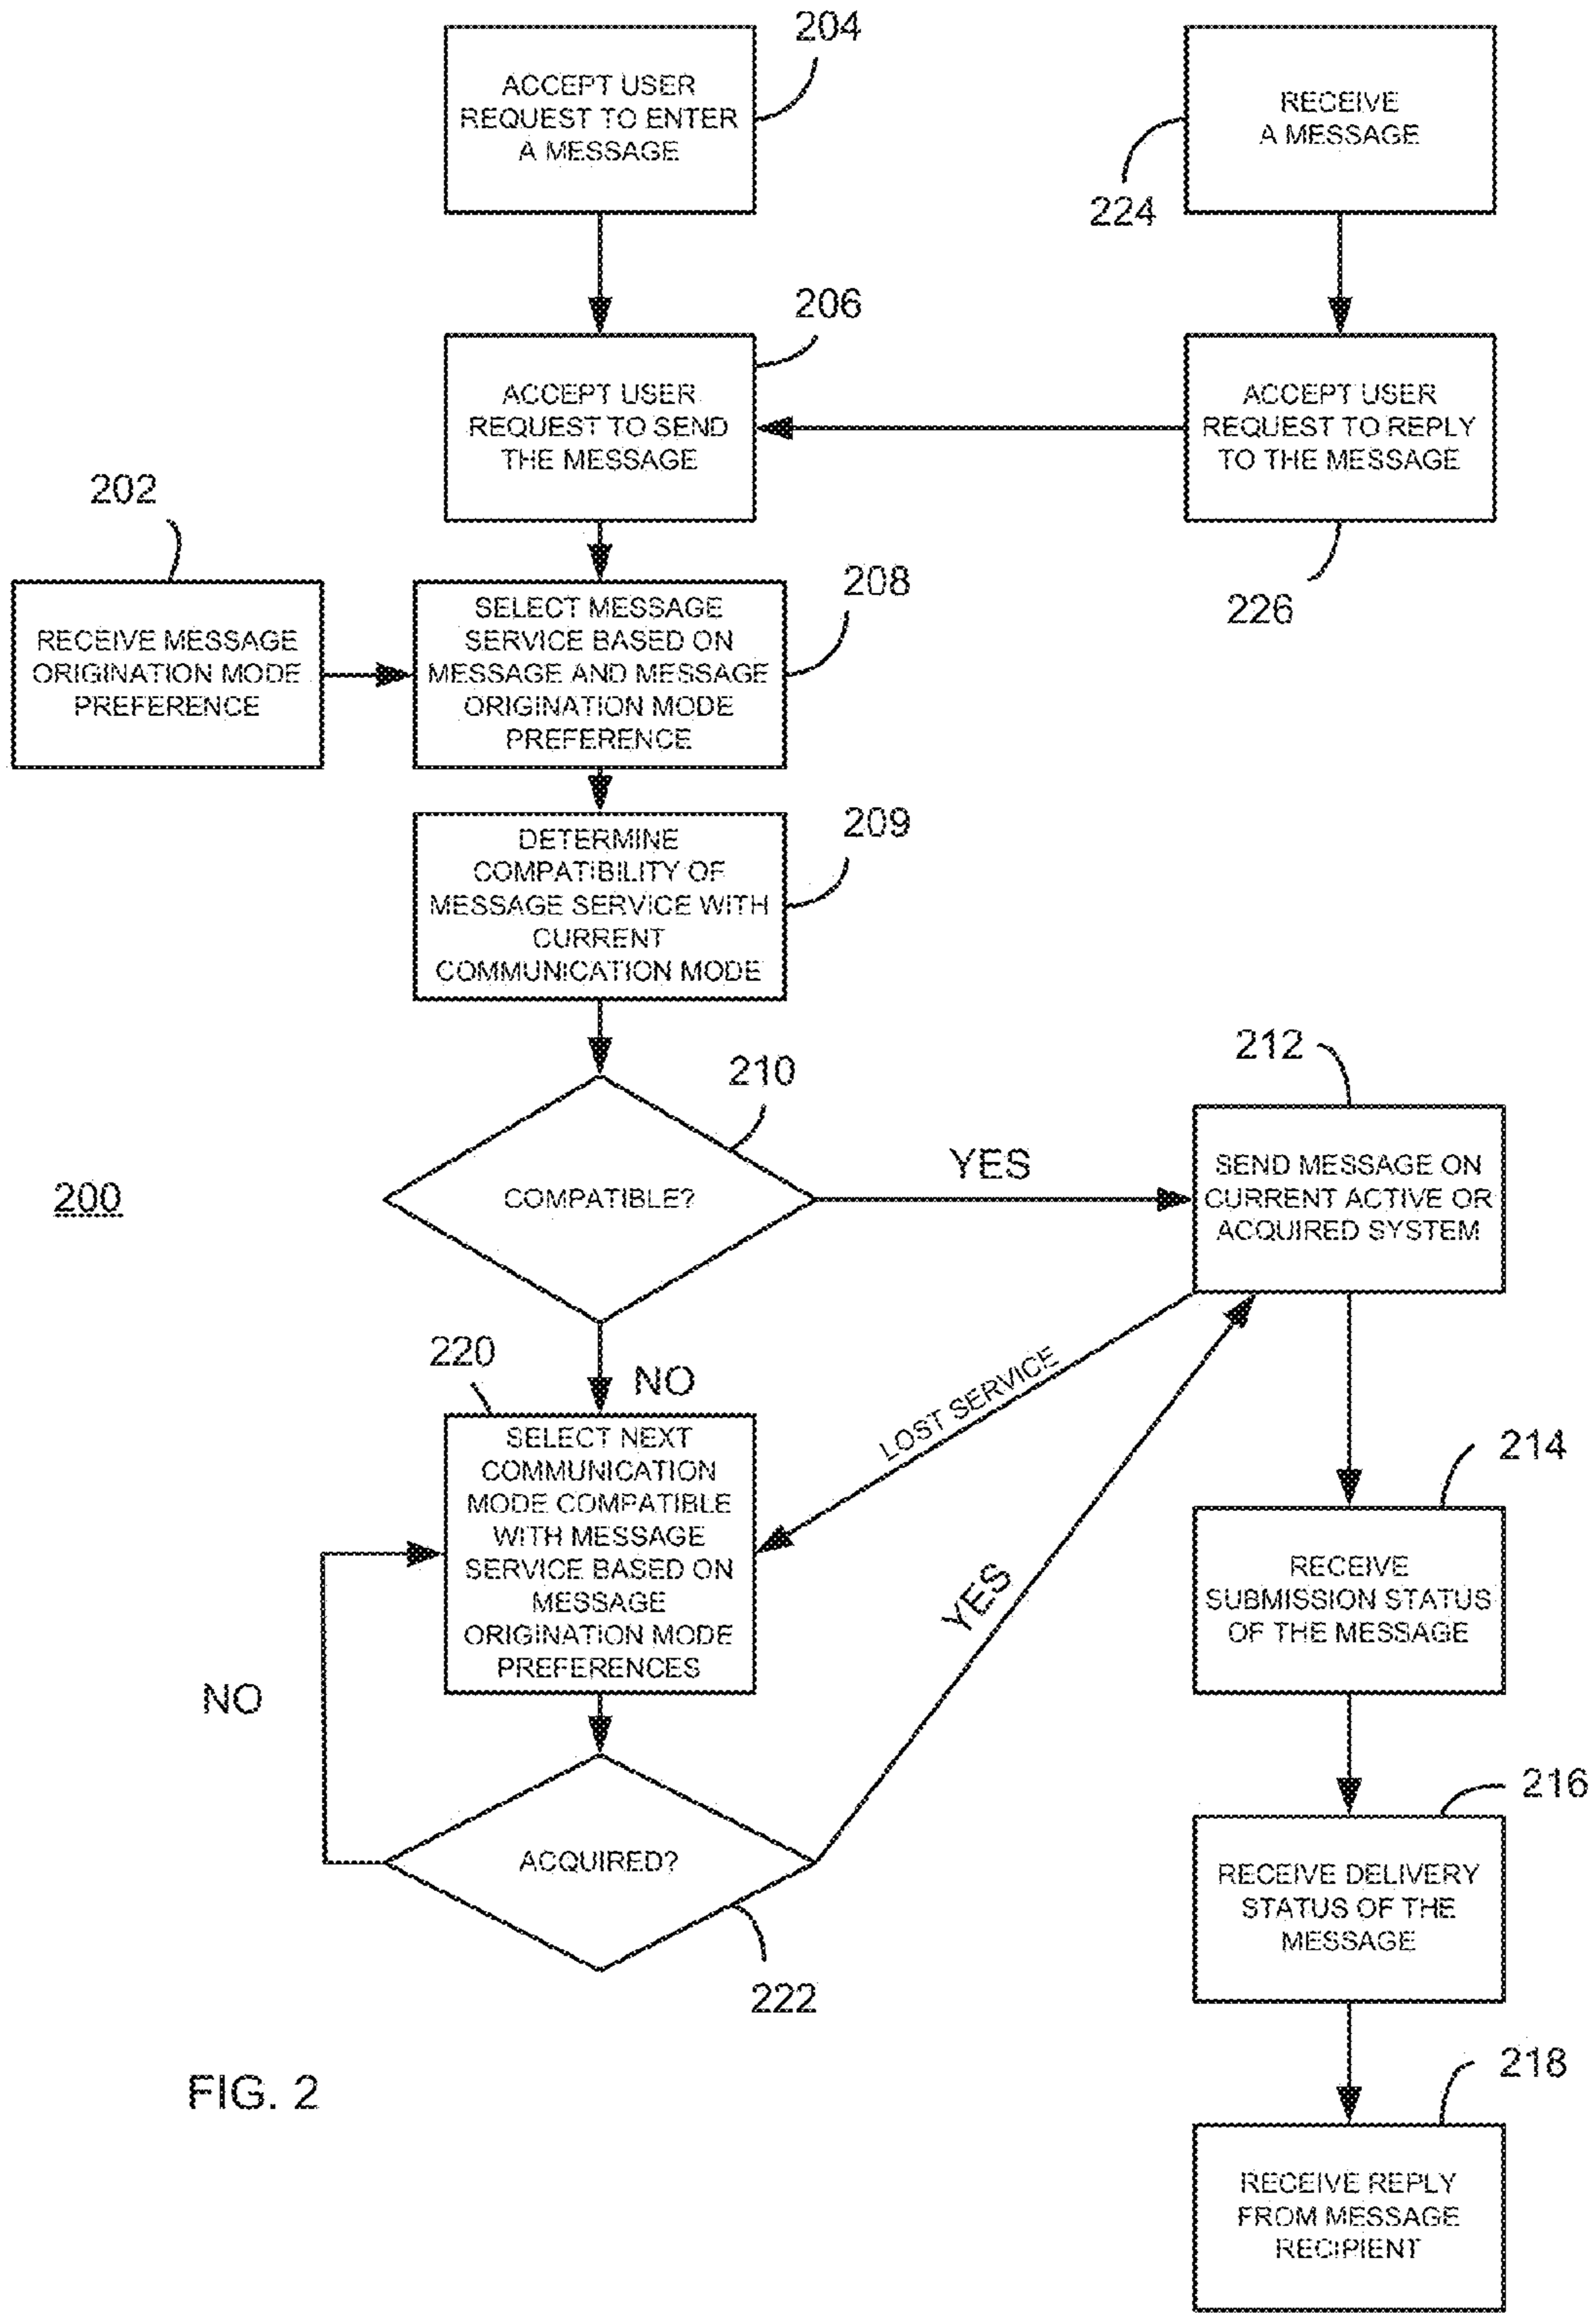 204
ACCEPT USER
REQUEST TO ENTER
A MESSAGE
RECEIVE
A MESSAGE
224
206
ACCEPT USER
REQUEST TO SEND
THE MESSAGE
ACCEPT USER
REQUEST TO REPLY
TO THE MESSAGE
226
202
RECEIVE MESSAGE
ORIGINATION MODE
PREFERENCE
208
SELECT MESSAGE
SERVICE BASED ON
MESSAGE AND MESSAGE
ORIGINATION MODE
PREFERENCE
209
DETERMINE
COMPATIBILITY OF
MESSAGE SERVICE WITH
CURRENT
COMMUNICATION MODE
210
COMPATIBLE?
YES
212
SEND MESSAGE ON
CURRENT ACTIVE OR
ACQUIRED SYSTEM
200
NO
220
SELECT NEXT
COMMUNICATION
MODE COMPATIBLE
WITH MESSAGE
SERVICE BASED ON
MESSAGE
ORIGINATION MODE
PREFERENCES
LOST SERVICE
YES
NO
ACQUIRED?
222
214
RECEIVE
SUBMISSION STATUS
OF THE MESSAGE
216
RECEIVE DELIVERY
STATUS OF THE
MESSAGE
218
RECEIVE REPLY
FROM MESSAGE
RECIPIENT
FIG. 2